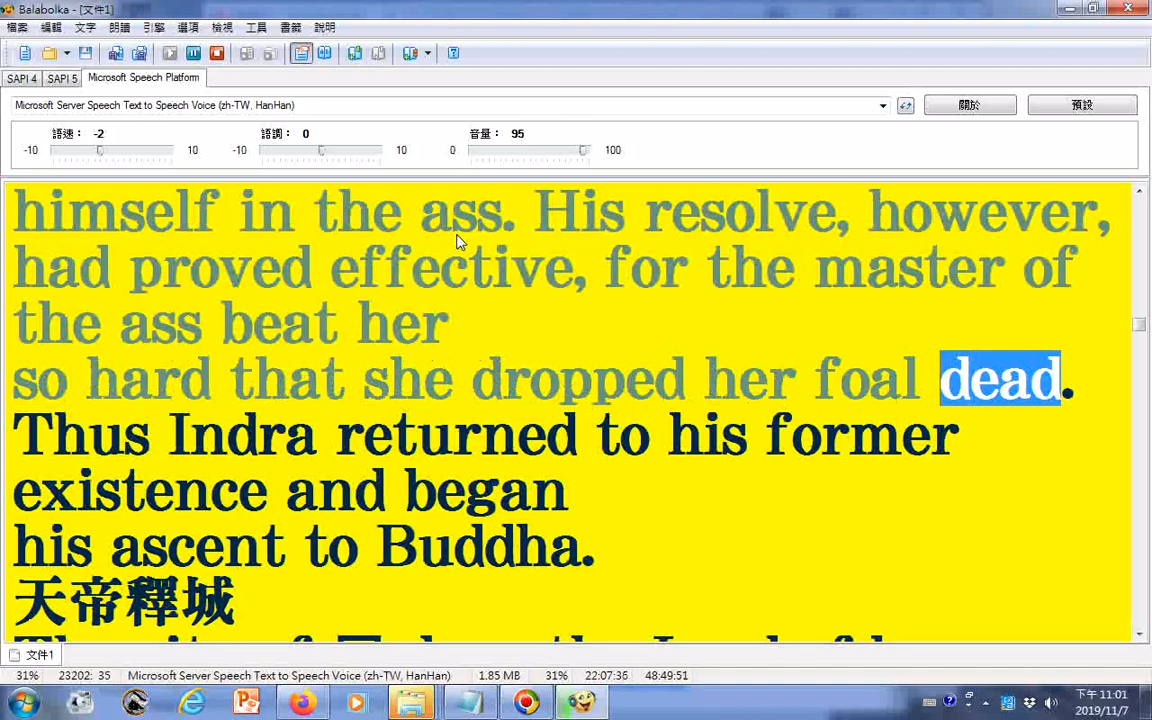 Balabolka - [文件1]
檔案 編輯 文字 朗讀 引擎 選項 檢視 工具 書籤 說明
SAPI 4 SAPI 5 Microsoft Speech Platform
Microsoft Server Speech Text to Speech Voice (zh-TW, HanHan) 關於 預設
語速： -2 語調： 0 音量： 95
-10 10 -10 10 0 100
himself in the ass. His resolve, however,
had proved effective, for the master of
the ass beat her
so hard that she dropped her foal dead.
Thus Indra returned to his former
existence and began
his ascent to Buddha.
天帝釋城
文件1
31% 23202: 35 Microsoft Server Speech Text to Speech Voice (zh-TW, HanHan) 1.85 MB 31% 22:07:36 48:49:51
下午 11:01
2019/11/7